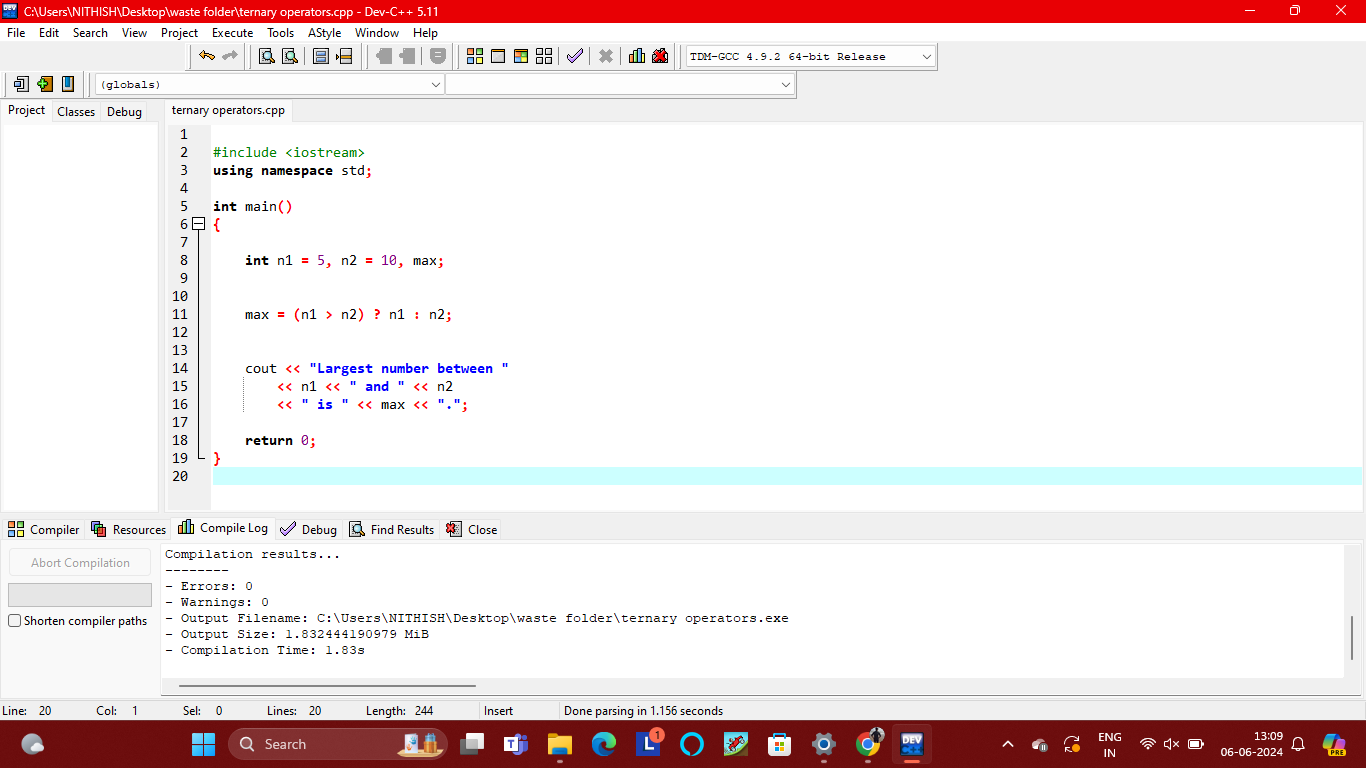 C:\Users\NITHISH\Desktop\waste folder\ternary operators.cpp - Dev-C++ 5.11
File Edit Search View Project Execute Tools AStyle Window Help
TDM-GCC 4.9.2 64-bit Release
(globals)
Project Classes Debug ternary operators.cpp
1
2 #include <iostream>
3 using namespace std;
4
5 int main()
6 {
7
8 int n1 = 5, n2 = 10, max;
9
10
11 max = (n1 > n2) ? n1 : n2;
12
13
14 cout << "Largest number between "
15 << n1 << " and " << n2
16 << " is " << max << ".";
17
18 return 0;
19 }
20
Compiler Resources Compile Log Debug Find Results Close
Abort Compilation
Shorten compiler paths
Compilation results...
--------
- Errors: 0
- Warnings: 0
- Output Filename: C:\Users\NITHISH\Desktop\waste folder\ternary operators.exe
- Output Size: 1.832444190979 MiB
- Compilation Time: 1.83s
Line: 20 Col: 1 Sel: 0 Lines: 20 Length: 244 Insert Done parsing in 1.156 seconds
Search
L 1
DEV
ENG
IN
13:09
06-06-2024
PRE